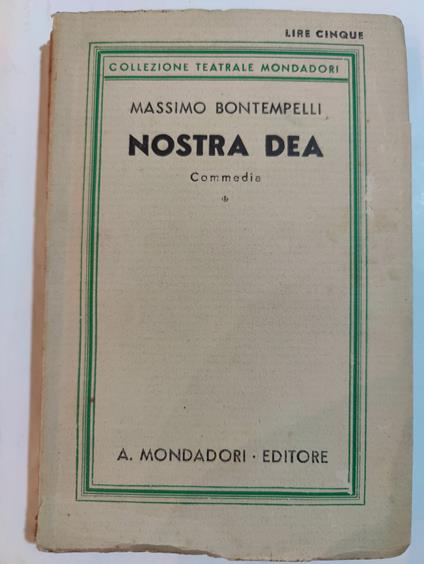 LIRE CINQUE
COLLEZIONE TEATRALE MONDADORI
MASSIMO BONTEMPELLI
NOSTRA DEA
Commedia
A. MONDADORI · EDITORE